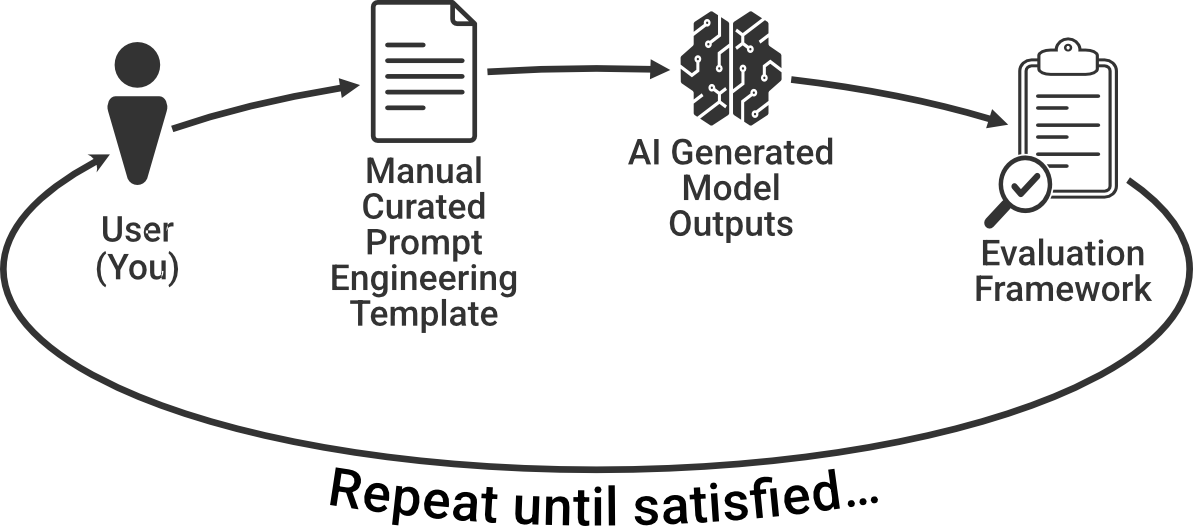 User
(You)
Manual
Curated
Prompt
Engineering
Template
AI Generated
Model
Outputs
Evaluation
Framework
Repeat until satisfied...